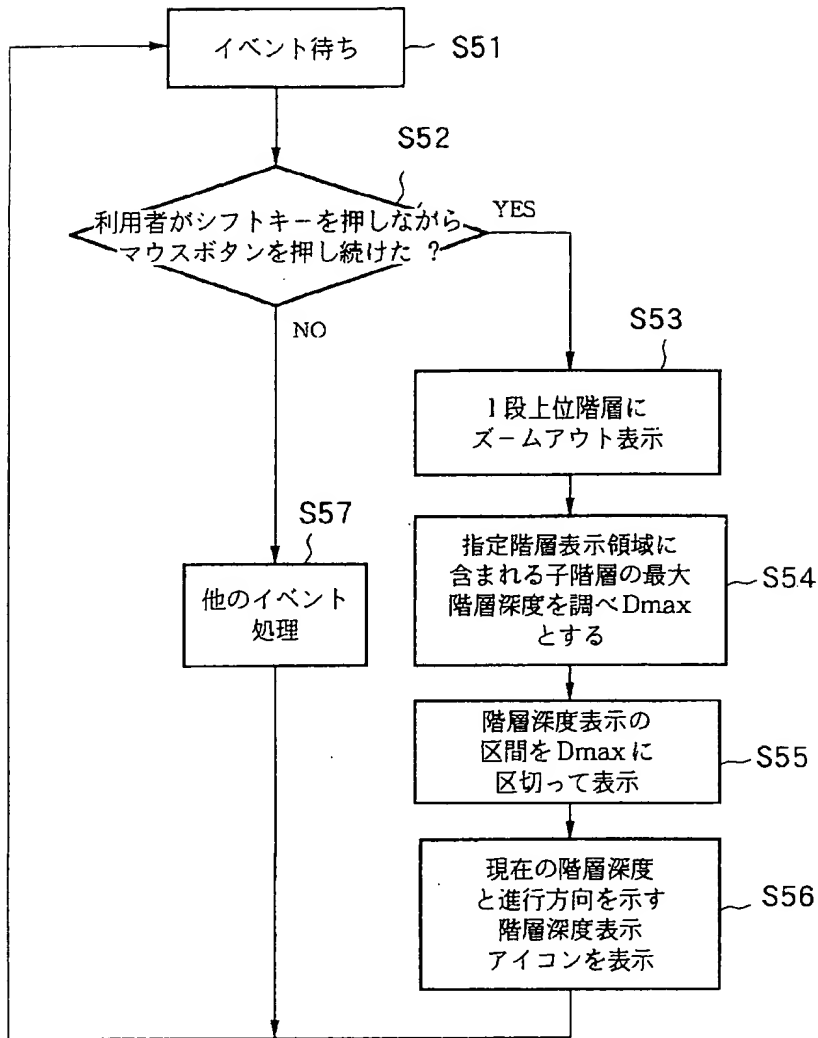 イベント待ち
S51
S52
利用者がシフトキーを押しながら
マウスボタンを押し続けた ?
YES
NO
S53
1段上位階層に
ズームアウト表示
S57
他のイベント
処理
指定階層表示領域に
含まれる子階層の最大
階層深度を調べDmax
とする
S54
階層深度表示の
区間をDmaxに
区切って表示
S55
現在の階層深度
と進行方向を示す
階層深度表示
アイコンを表示
S56